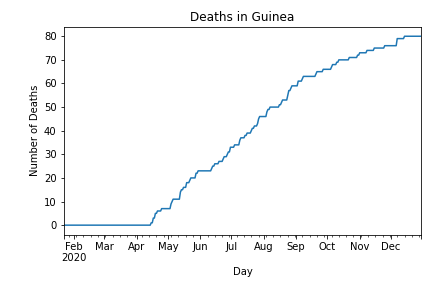 Deaths in Guinea
80
70
60
50
40
30
20
10
0
Number of Deaths
Feb Mar Apr May Jun Jul Aug Sep Oct Nov Dec
2020
Day